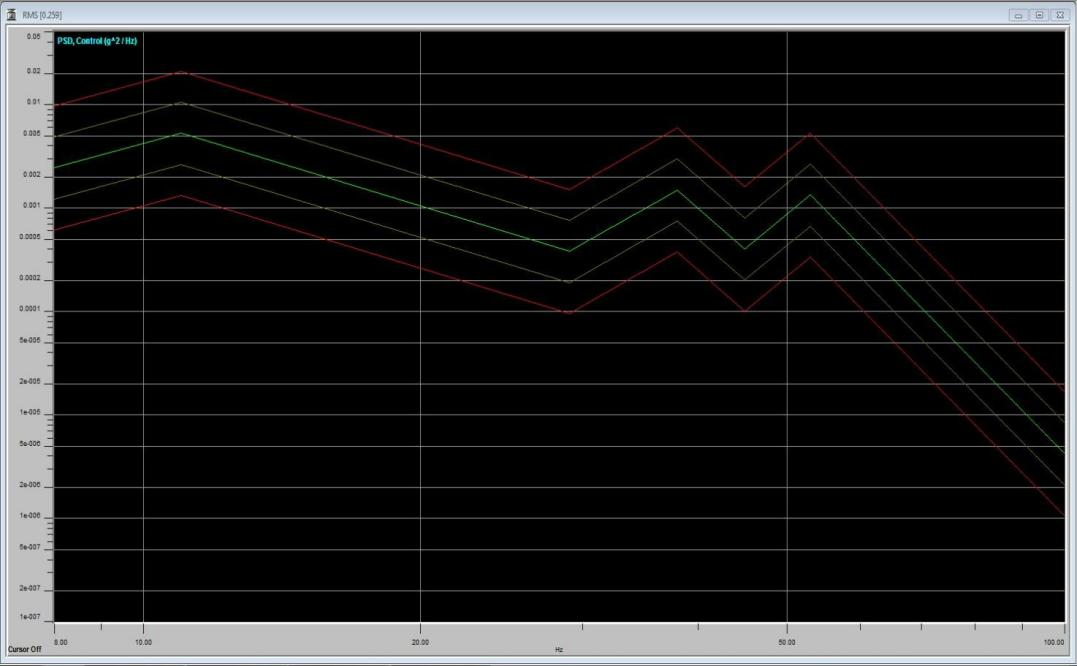 RMS [0.259]
PSD, Control (g^2 / Hz)
0.05
0.02
0.01
0.005
0.002
0.001
0.0005
0.0002
0.0001
5e-005
2e-005
1e-005
5e-006
2e-006
1e-006
5e-007
2e-007
1e-007
8.00 10.00 20.00 50.00 100.00
Cursor Off Hz